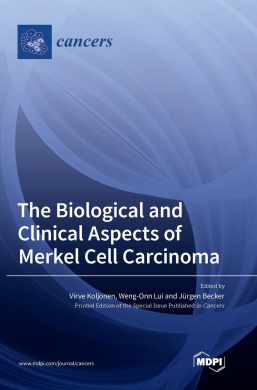 cancers
The Biological and
Clinical Aspects of
Merkel Cell Carcinoma
Edited by
Virve Koljonen, Weng-Onn Lui and Jürgen Becker
Printed Edition of the Special Issue Published in Cancers
www.mdpi.com/journal/cancers
MDPI